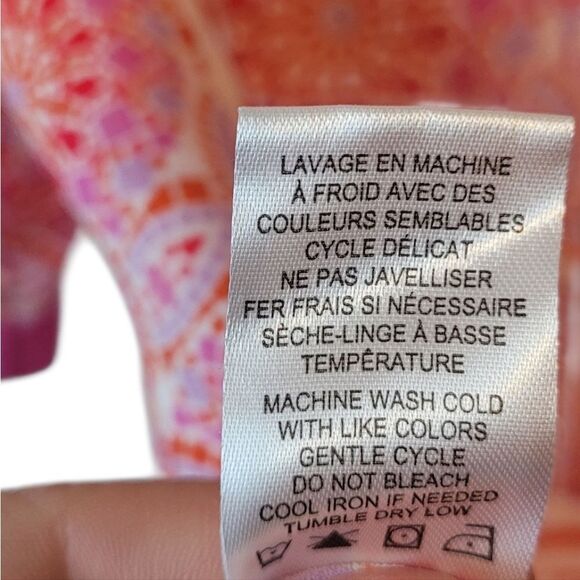 LAVAGE EN MACHINE
À FROID AVEC DES
COULEURS SEMBLABLES
CYCLE DÉLICAT
NE PAS JAVELLISER
FER FRAIS SI NÉCESSAIRE
SÈCHE-LINGE À BASSE
TEMPÉRATURE
MACHINE WASH COLD
WITH LIKE COLORS
GENTLE CYCLE
DO NOT BLEACH
COOL IRON IF NEEDED
TUMBLE DRY LOW